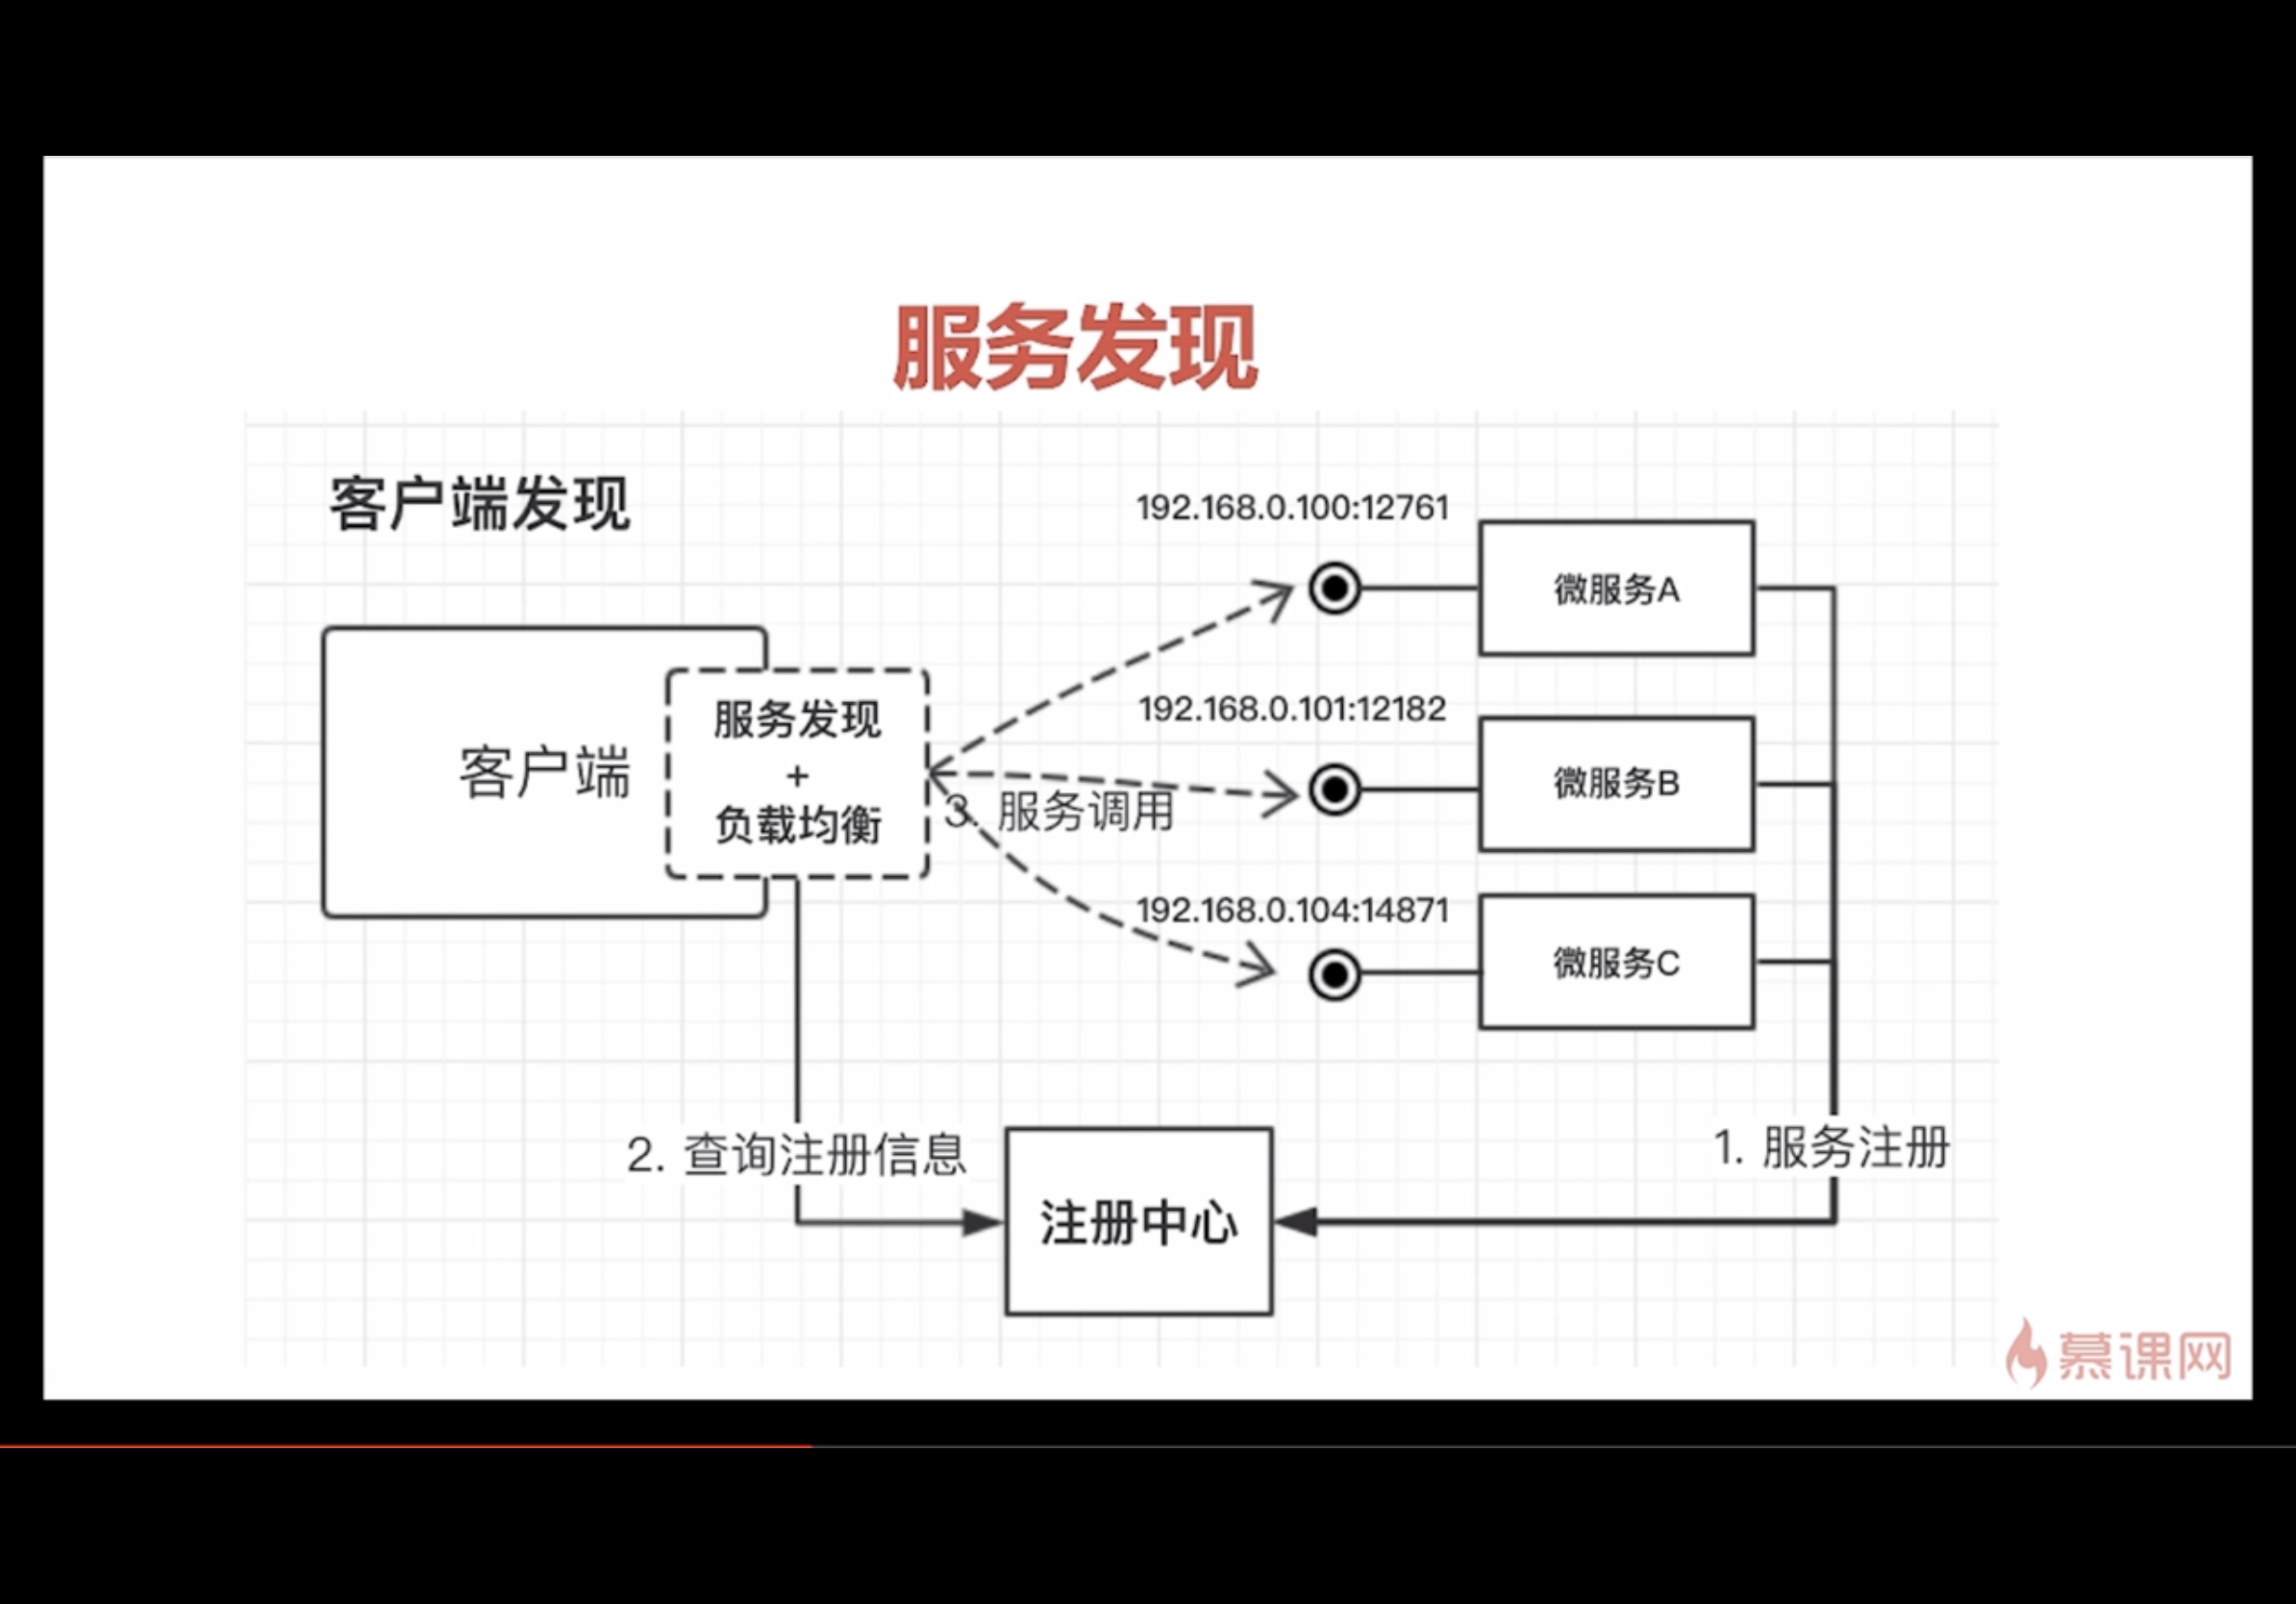 服务发现
客户端发现
192.168.0.100:12761
微服务A
服务发现
+
负载均衡
客户端
192.168.0.101:12182
微服务B
3. 服务调用
192.168.0.104:14871
微服务C
2. 查询注册信息
1. 服务注册
注册中心
慕课网